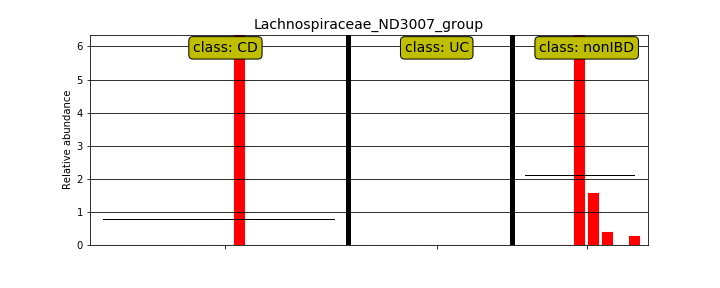 Lachnospiraceae_ND3007_group
class: CD
class: UC
class: nonIBD
Relative abundance
6
5
4
3
2
1
0